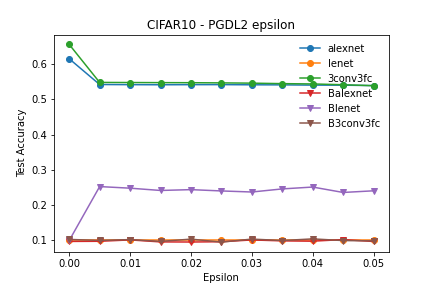 CIFAR10 - PGDL2 epsilon
Test Accuracy
0.6
0.5
0.4
0.3
0.2
0.1
alexnet
lenet
3conv3fc
Balexnet
Blenet
B3conv3fc
0.00 0.01 0.02 0.03 0.04 0.05
Epsilon